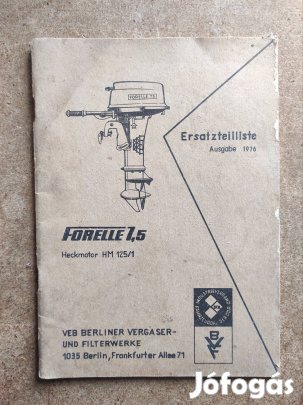 FORELLE 7,5
Ersatzteilliste
Ausgabe 1976
FORELLE 7,5
Heckmotor HM 125/1
VEB BERLINER VERGASER-
UND FILTERWERKE
1035 Berlin, Frankfurter Allee 71
BVF
Jófogás